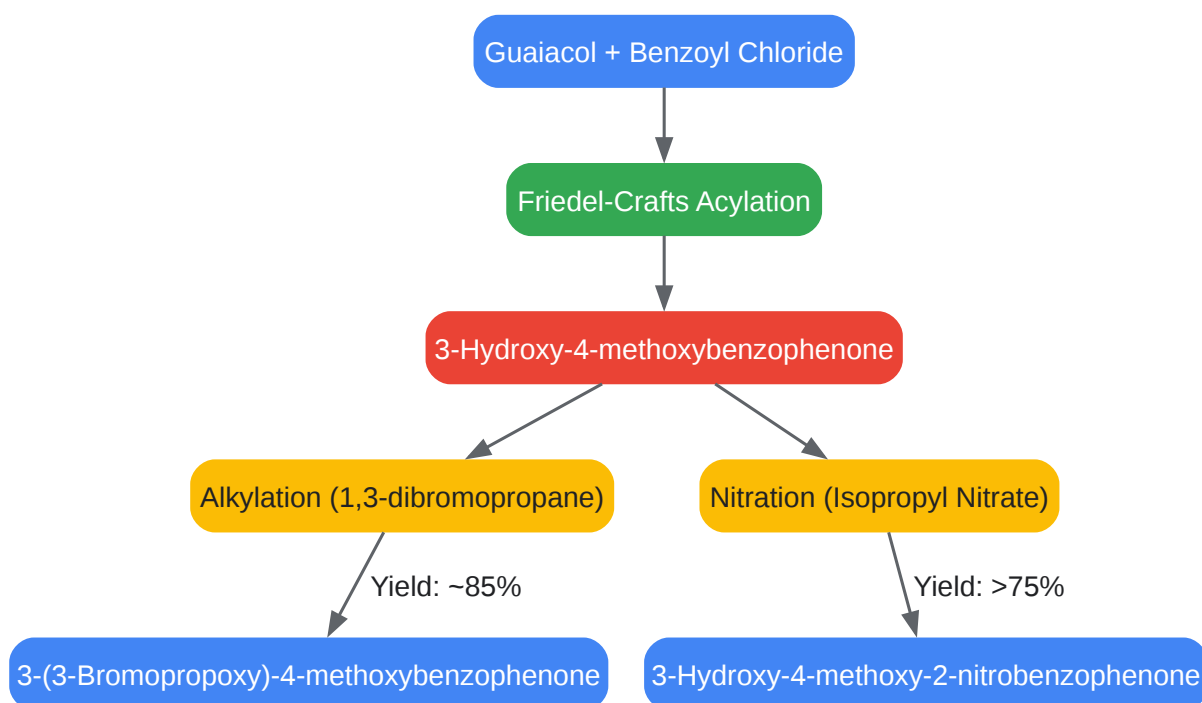 Guaiacol + Benzoyl Chloride
Friedel-Crafts Acylation
3-Hydroxy-4-methoxybenzophenone
Alkylation (1,3-dibromopropane)
Nitration (Isopropyl Nitrate)
Yield: ~85%
Yield: >75%
3-(3-Bromopropoxy)-4-methoxybenzophenone
3-Hydroxy-4-methoxy-2-nitrobenzophenone